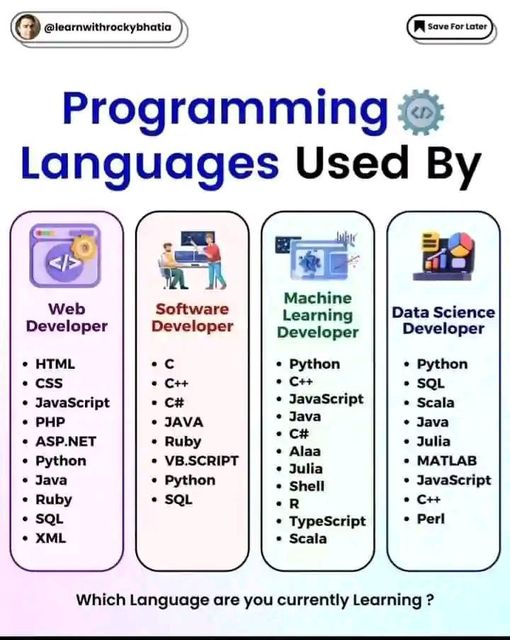 @learnwithrockybhatia
Save For Later
Programming
</>
Languages Used By
</>
Web
Developer
• HTML
• CSS
• JavaScript
• PHP
• ASP.NET
• Python
• Java
• Ruby
• SQL
• XML
Software
Developer
• C
• C++
• C#
• JAVA
• Ruby
• VB.SCRIPT
• Python
• SQL
Machine
Learning
Developer
• Python
• C++
• JavaScript
• Java
• C#
• Alaa
• Julia
• Shell
• R
• TypeScript
• Scala
Data Science
Developer
• Python
• SQL
• Scala
• Java
• Julia
• MATLAB
• JavaScript
• C++
• Perl
Which Language are you currently Learning ?